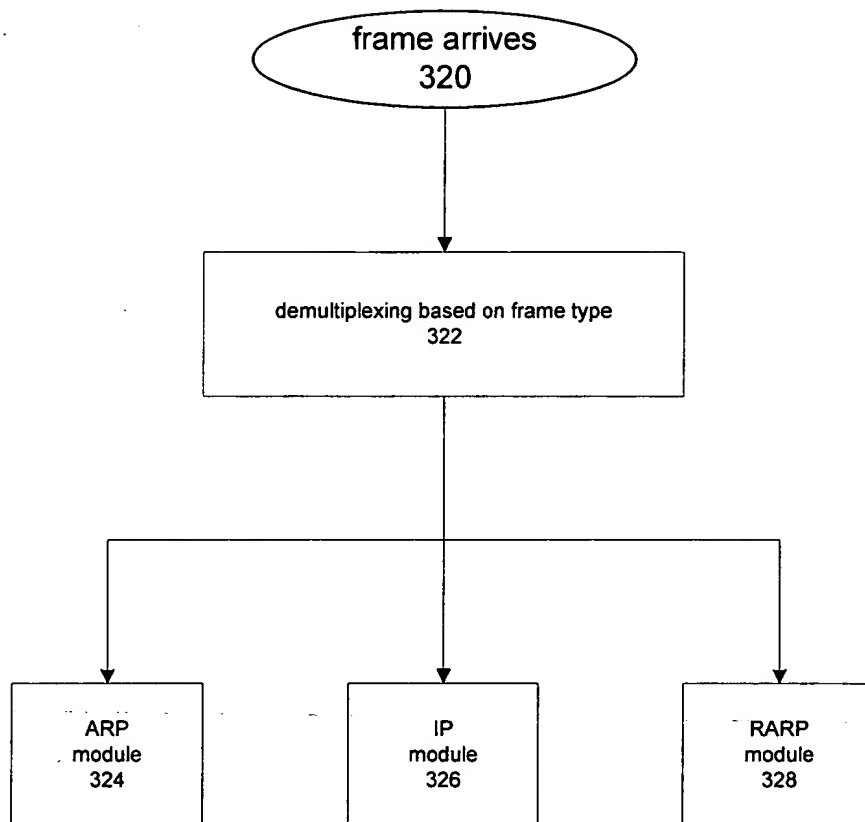 frame arrives
320
demultiplexing based on frame type
322
ARP
module
324
IP
module
326
RARP
module
328